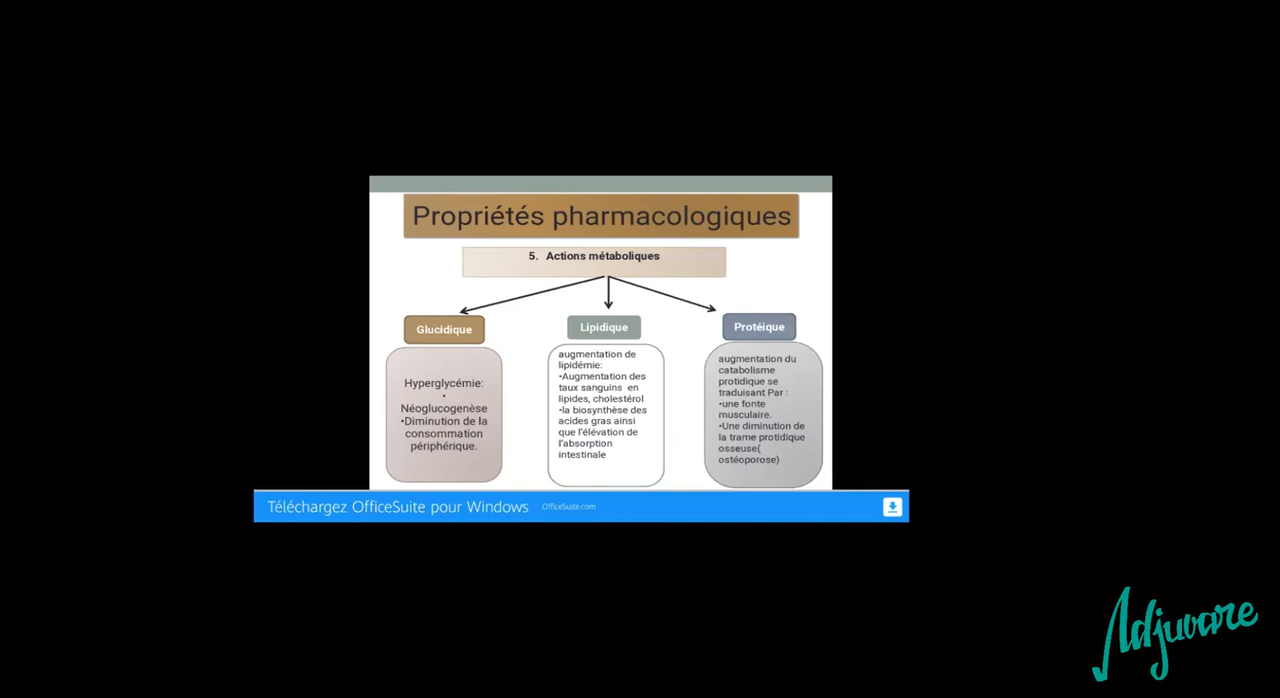 Propriétés pharmacologiques
5. Actions métaboliques
Glucidique
Hyperglycémie:
•
Néoglucogenèse
•Diminution de la
consommation
périphérique.
Lipidique
augmentation de
lipidémie:
•Augmentation des
taux sanguins en
lipides, cholestérol
•la biosynthèse des
acides gras ainsi
que l'élévation de
l'absorption
intestinale
Protéique
augmentation du
catabolisme
protidique se
traduisant Par :
•une fonte
musculaire.
•Une diminution de
la trame protidique
osseuse(
ostéoporose)
Téléchargez OfficeSuite pour Windows OfficeSuite.com
Adjuvare